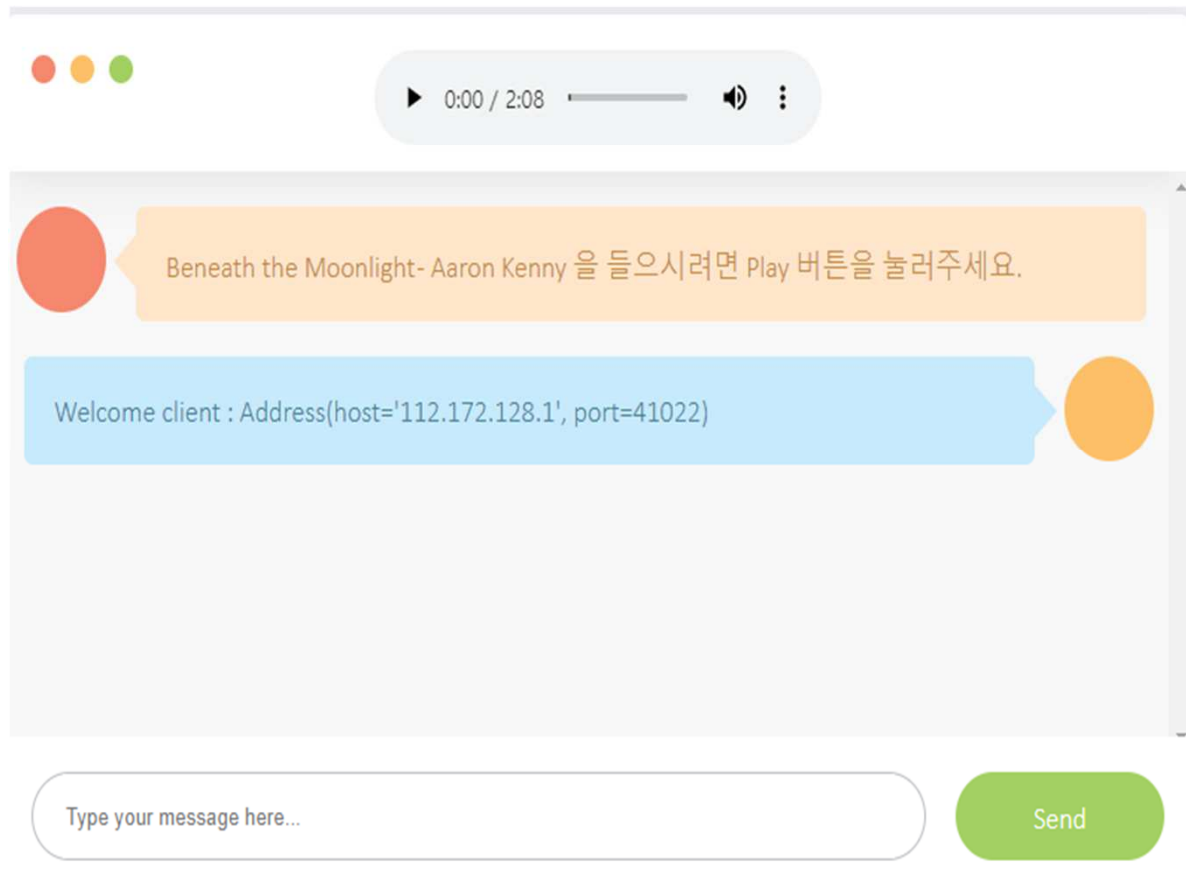 0:00 / 2:08
Beneath the Moonlight- Aaron Kenny 을 들으시려면 Play 버튼을 눌러주세요.
Welcome client : Address(host='112.172.128.1', port=41022)
Type your message here...
Send